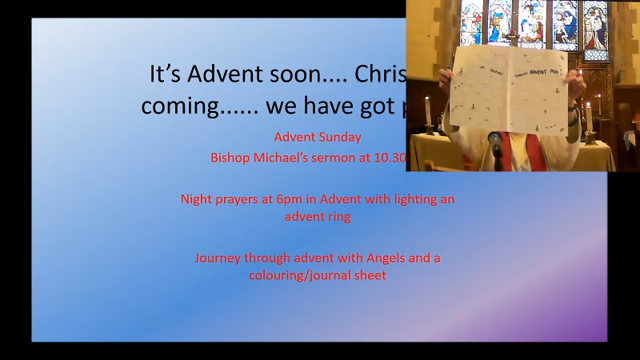 It's Advent soon.... Chris
coming...... we have got
Advent Sunday
Bishop Michael's sermon at 10.30
Night prayers at 6pm in Advent with lighting an
advent ring
Journey through advent with Angels and a
colouring/journal sheet